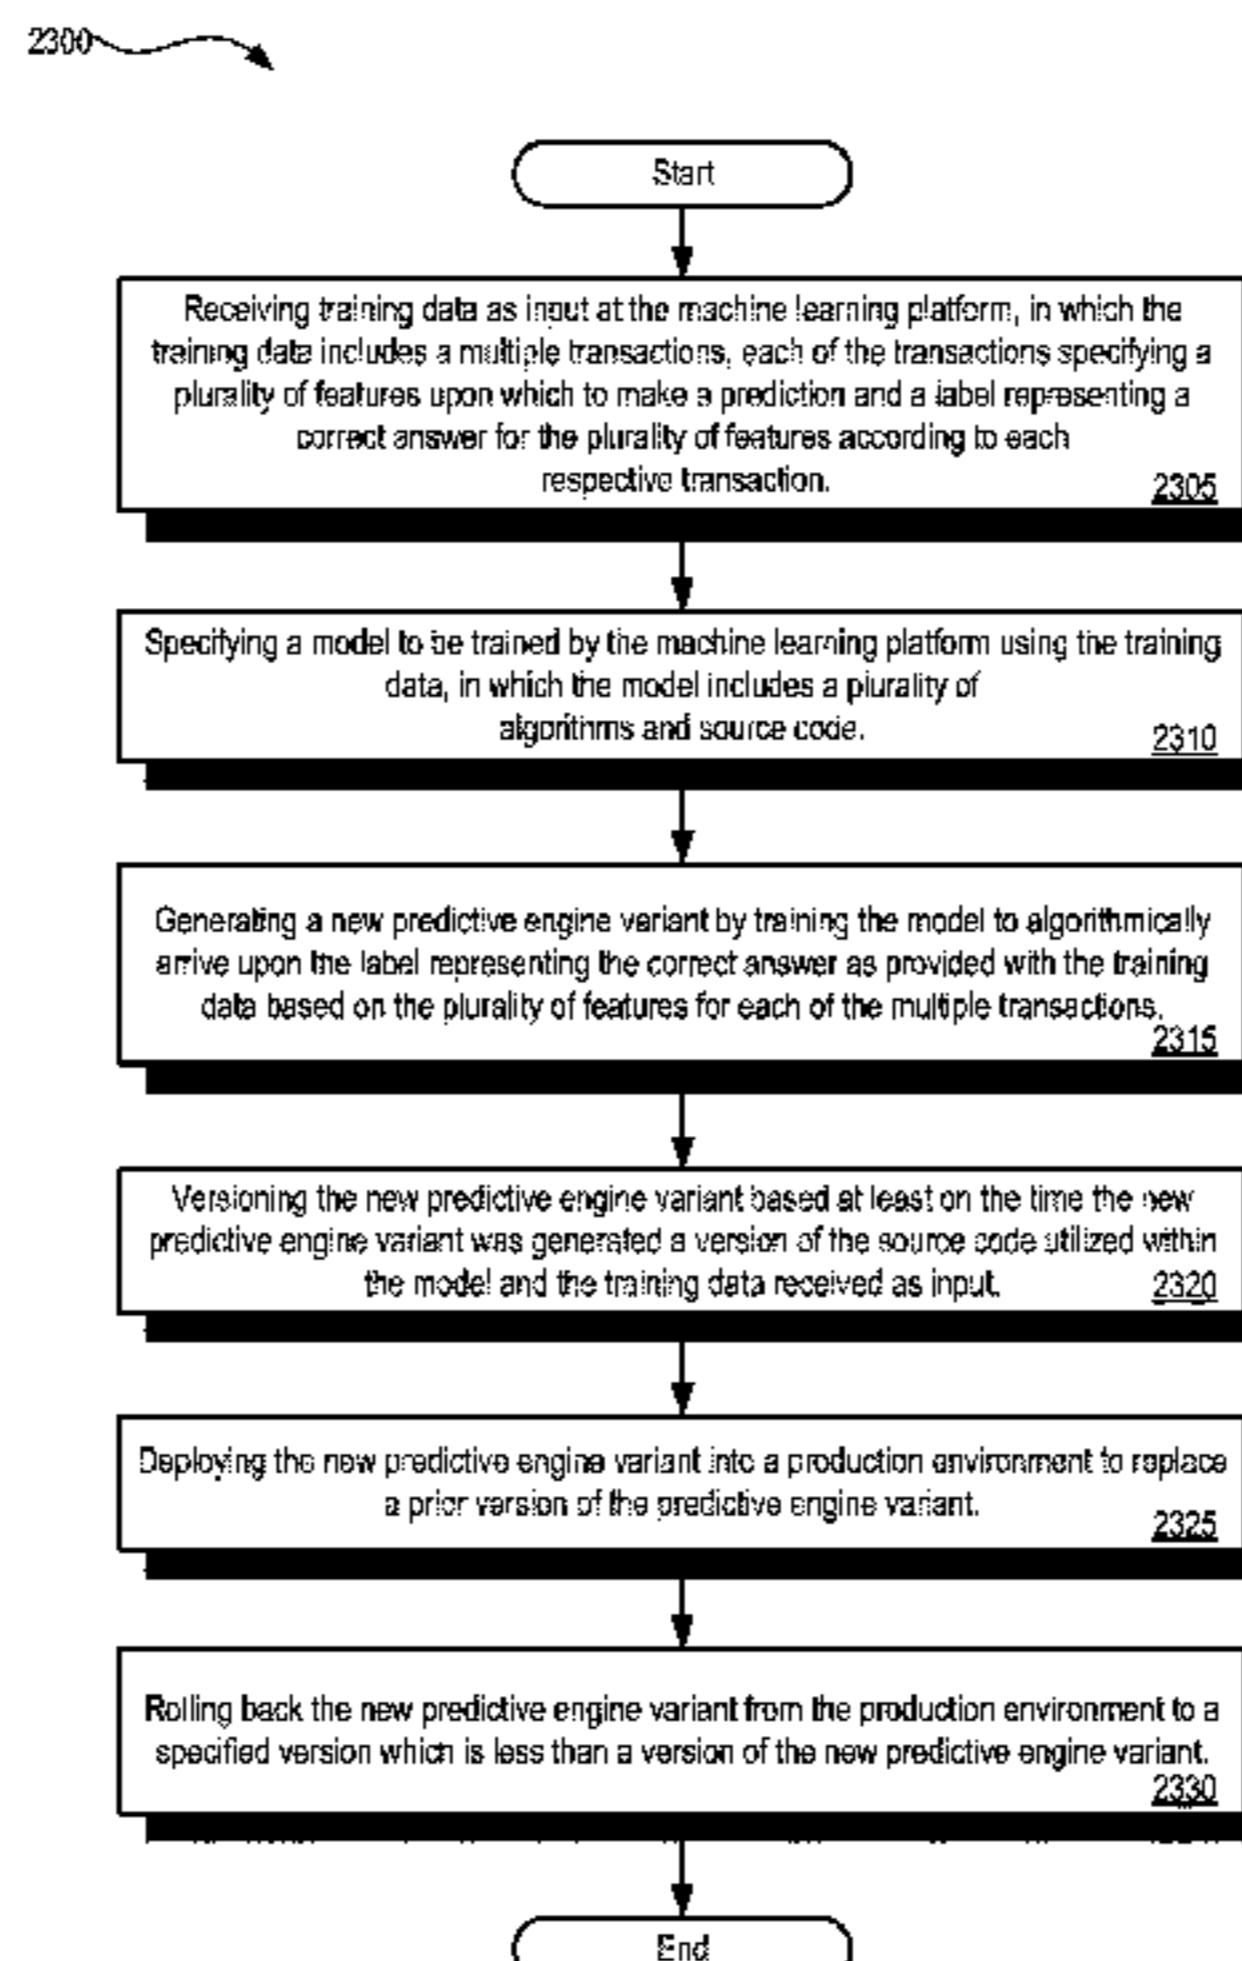 2300
Start
Receiving training data as input at the machine learning platform, in which the
training data includes a multiple transactions, each of the transactions specifying a
plurality of features upon which to make a prediction and a label representing a
correct answer for the plurality of features according to each
respective transaction.
2305
Specifying a model to be trained by the machine learning platform using the training
data, in which the model includes a plurality of
algorithms and source code.
2310
Generating a new predictive engine variant by training the model to algorithmically
arrive upon the label representing the correct answer as provided with the training
data based on the plurality of features for each of the multiple transactions.
2315
Versioning the new predictive engine variant based at least on the time the new
predictive engine variant was generated a version of the source code utilized within
the model and the training data received as input.
2320
Deploying the new predictive engine variant into a production environment to replace
a prior version of the predictive engine variant.
2325
Rolling back the new predictive engine variant from the production environment to a
specified version which is less than a version of the new predictive engine variant.
2330
End